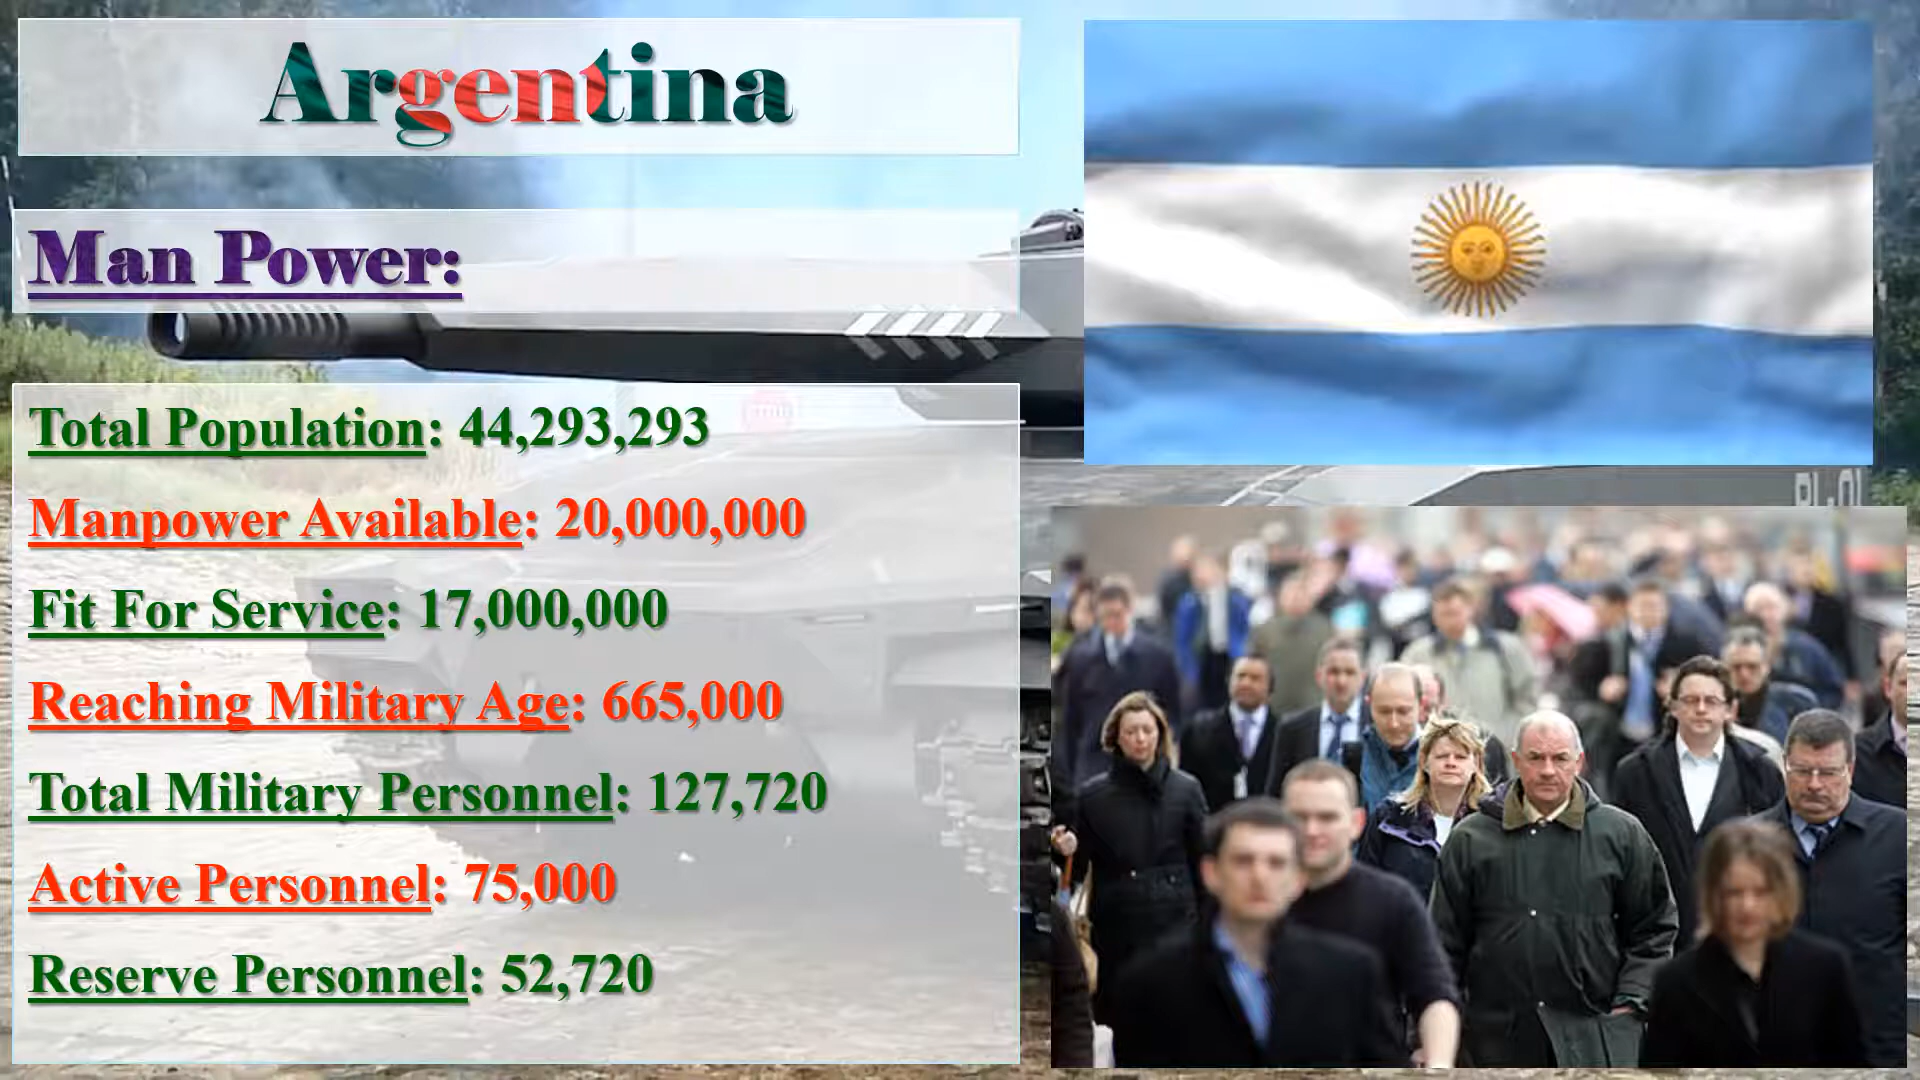 Argentina
Man Power:
Total Population: 44,293,293
Manpower Available: 20,000,000
Fit For Service: 17,000,000
Reaching Military Age: 665,000
Total Military Personnel: 127,720
Active Personnel: 75,000
Reserve Personnel: 52,720